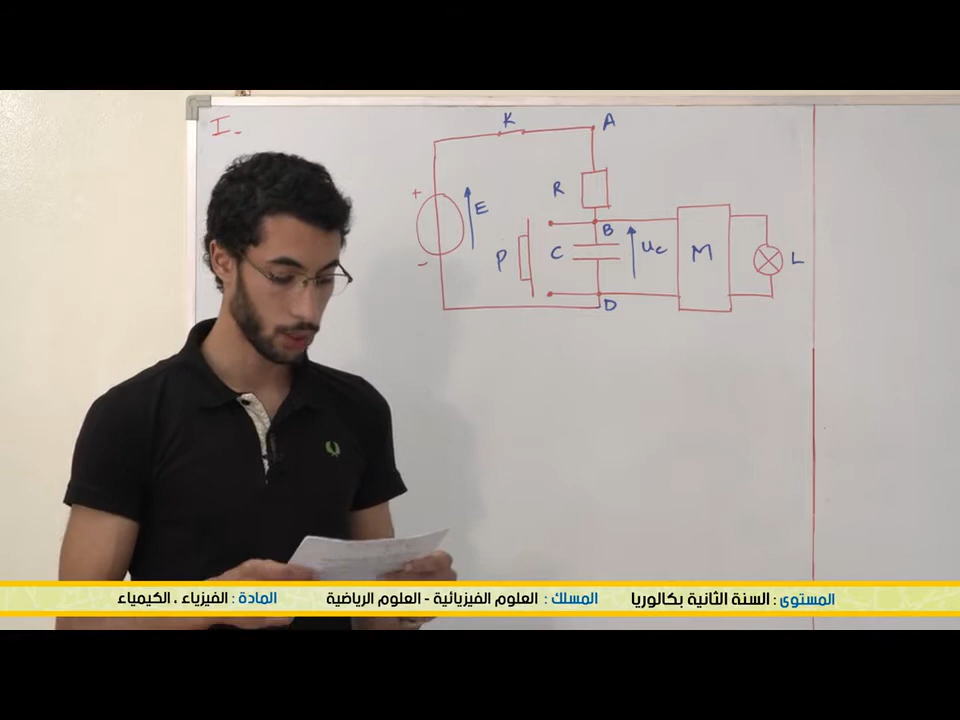 I.
K
A
R
+
E
-
B
P
C
uc
M
L
D
المستوى : السنة الثانية بكالوريا المسلك : العلوم الفيزيائية - العلوم الرياضية المادة : الفيزياء ، الكيمياء